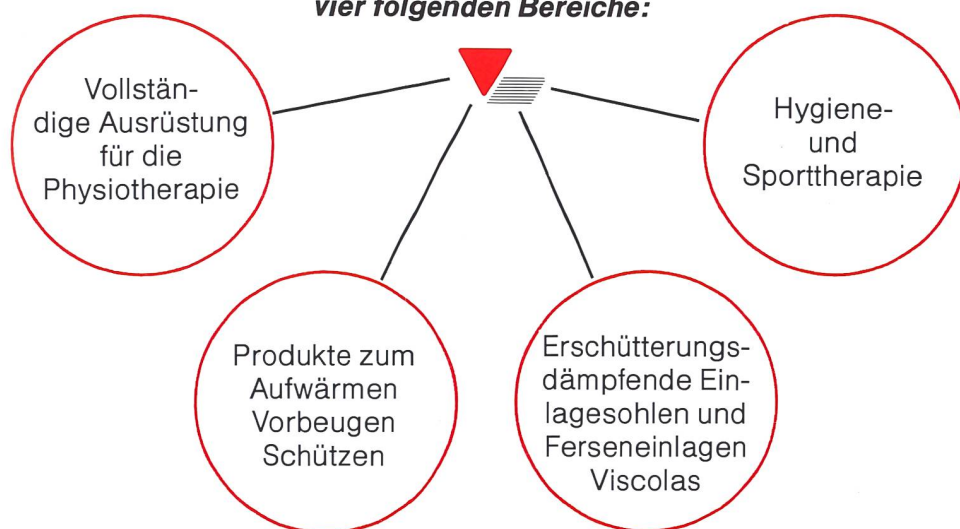 vier folgenden Bereiche:
Vollstän-
dige Ausrüstung
für die
Physiotherapie
Hygiene-
und
Sporttherapie
Produkte zum
Aufwärmen
Vorbeugen
Schützen
Erschütterungs-
dämpfende Ein-
lagesohlen und
Ferseneinlagen
Viscolas